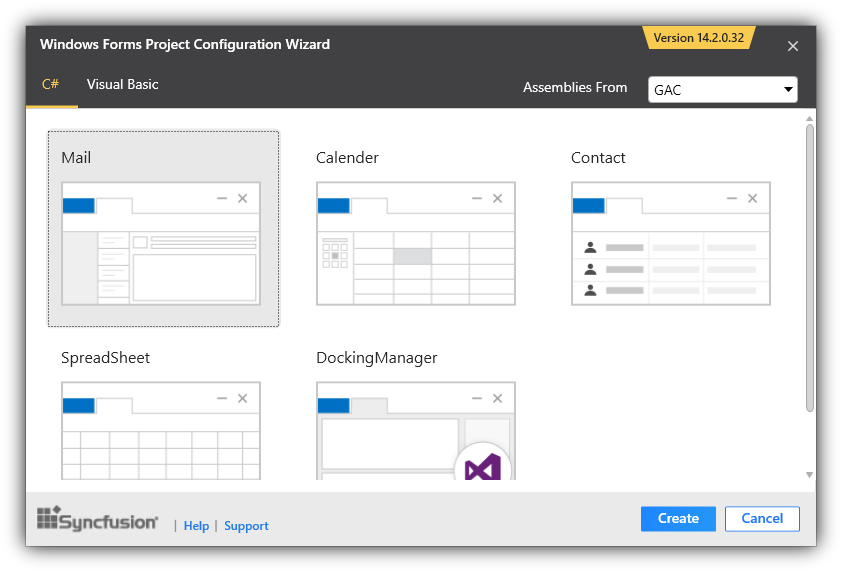 Windows Forms Project Configuration Wizard
Version 14.2.0.32
C# Visual Basic
Assemblies From GAC
Mail Calender Contact
SpreadSheet DockingManager
Syncfusion | Help | Support
Create Cancel